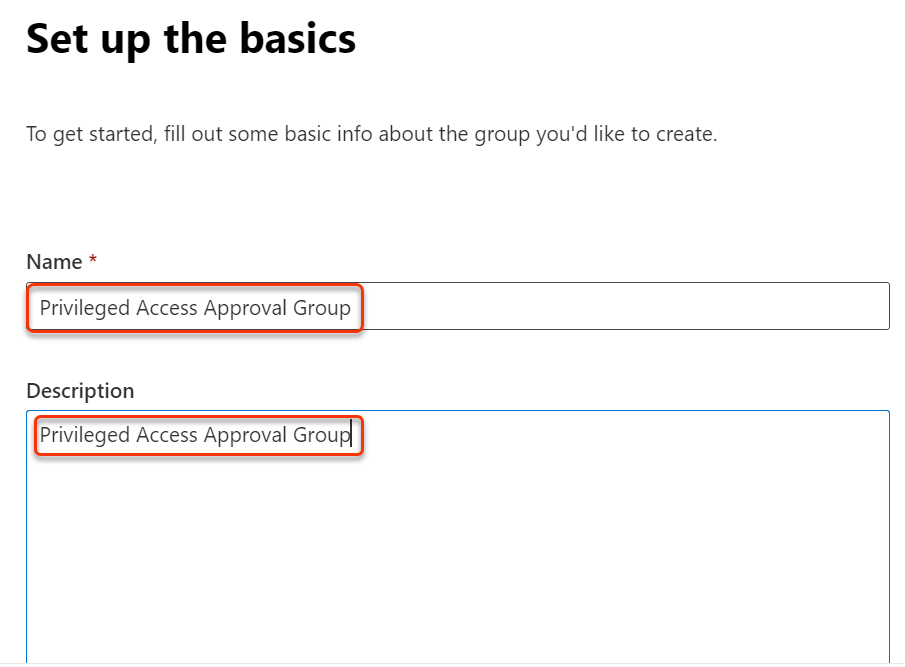 Set up the basics
To get started, fill out some basic info about the group you'd like to create.
Name *
Privileged Access Approval Group
Description
Privileged Access Approval Group